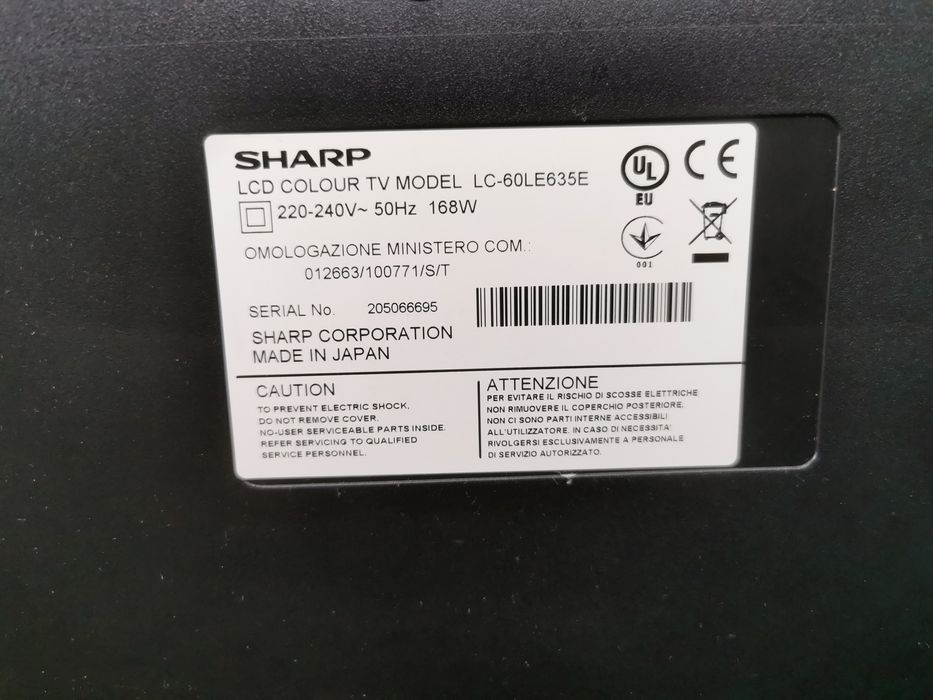 SHARP
LCD COLOUR TV MODEL LC-60LE635E
220-240V~ 50Hz 168W
UL
EU
CE
001
OMOLOGAZIONE MINISTERO COM.:
012663/100771/S/T
SERIAL No. 205066695
SHARP CORPORATION
MADE IN JAPAN
CAUTION
TO PREVENT ELECTRIC SHOCK,
DO NOT REMOVE COVER.
NO-USER SERVICEABLE PARTS INSIDE.
REFER SERVICING TO QUALIFIED
SERVICE PERSONNEL.
ATTENZIONE
PER EVITARE IL RISCHIO DI SCOSSE ELETTRICHE
NON RIMUOVERE IL COPERCHIO POSTERIORE.
NON CI SONO PARTI INTERNE ACCESSIBILI
ALL'UTILIZZATORE. IN CASO DI NECESSITA'
RIVOLGERSI ESCLUSIVAMENTE A PERSONALE
DI SERVIZIO AUTORIZZATO.